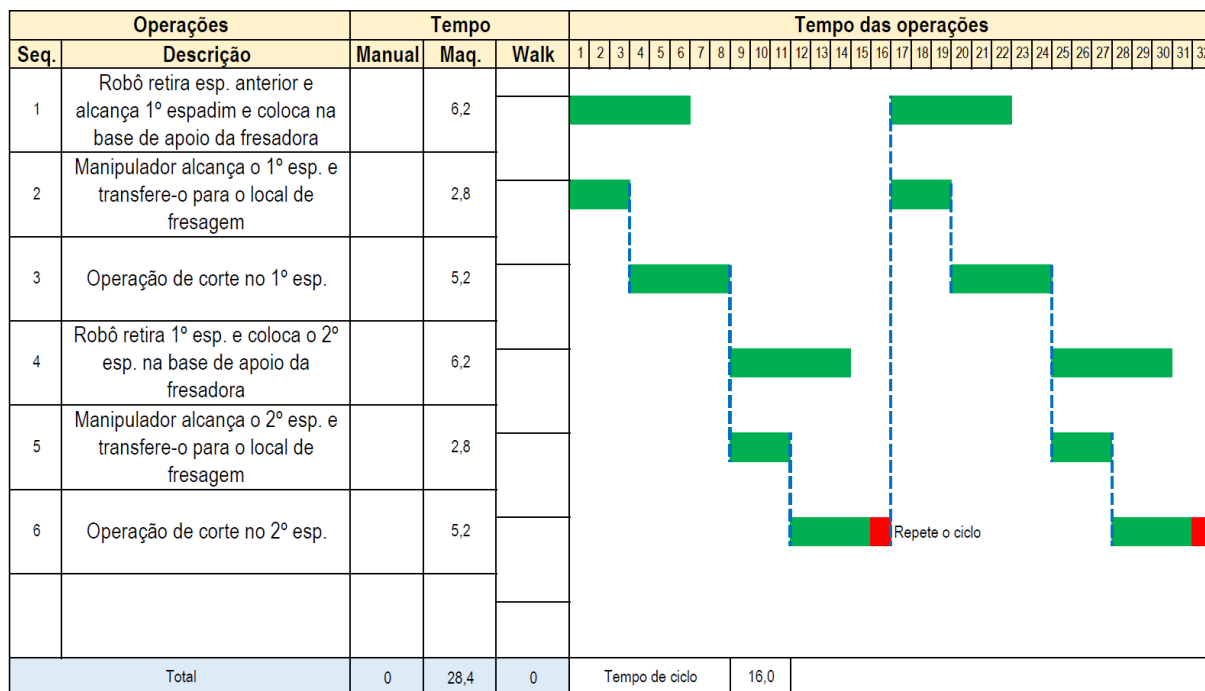 Operações Tempo Tempo das operações
Seq. Descrição Manual Maq. Walk 1 2 3 4 5 6 7 8 9 10 11 12 13 14 15 16 17 18 19 20 21 22 23 24 25 26 27 28 29 30 31 32
Robô retira esp. anterior e
1 alcança 1º espadim e coloca na 6,2
base de apoio da fresadora
Manipulador alcança o 1º esp. e
2 transfere-o para o local de 2,8
fresagem
3 Operação de corte no 1º esp. 5,2
Robô retira 1º esp. e coloca o 2º
4 esp. na base de apoio da 6,2
fresadora
Manipulador alcança o 2º esp. e
5 transfere-o para o local de 2,8
fresagem
6 Operação de corte no 2º esp. 5,2 Repete o ciclo
Total 0 28,4 0 Tempo de ciclo 16,0